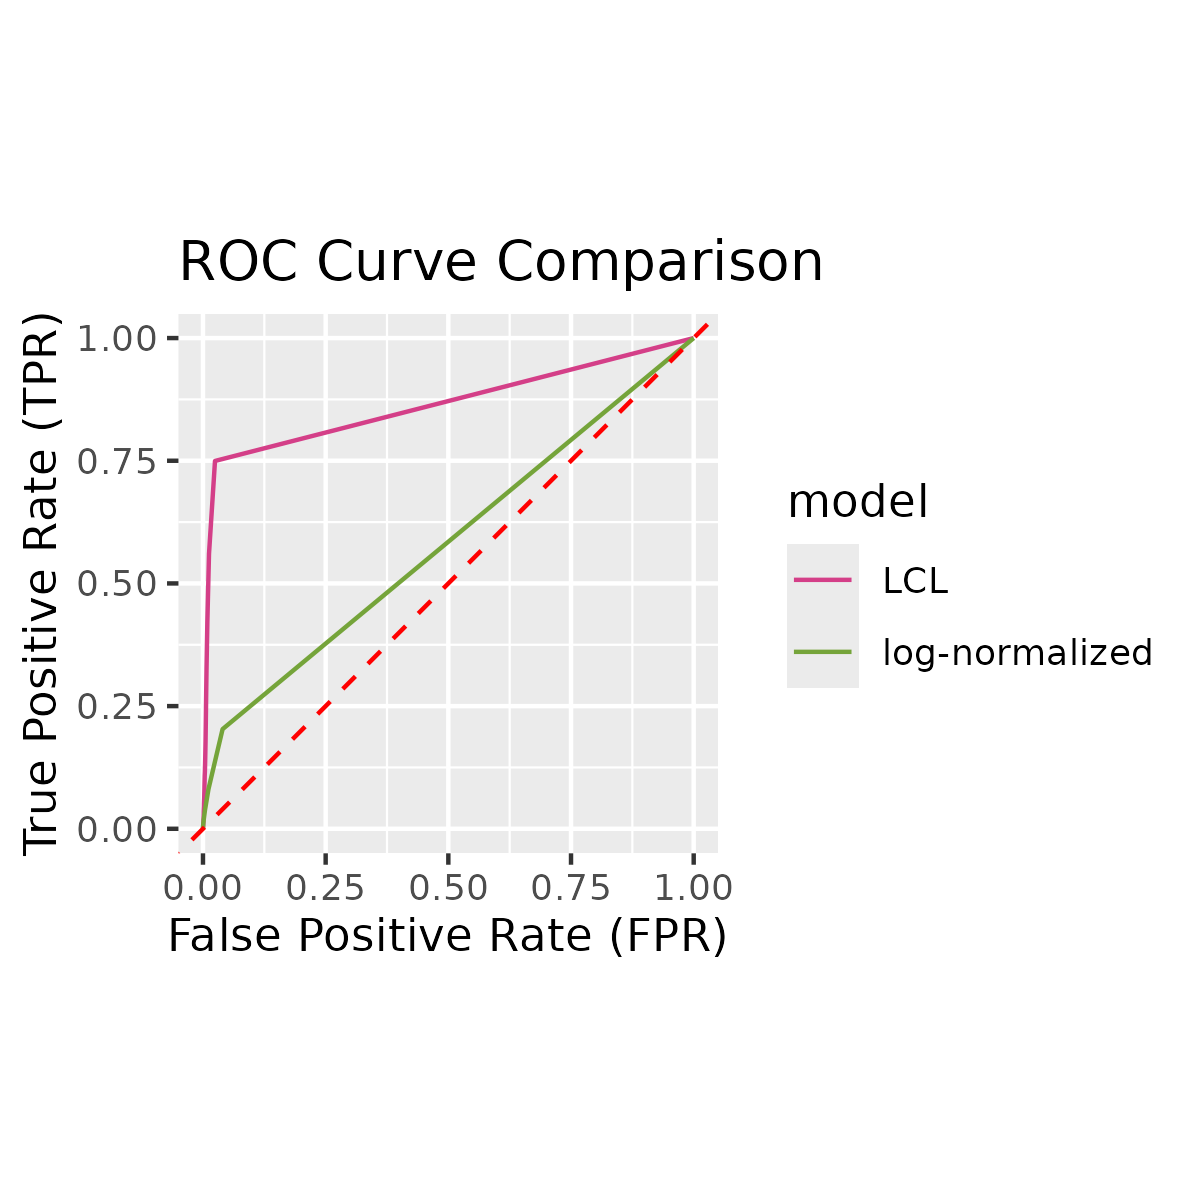 ROC Curve Comparison
True Positive Rate (TPR)
1.00
0.75
0.50
0.25
0.00
0.00 0.25 0.50 0.75 1.00
False Positive Rate (FPR)
model
LCL
log-normalized